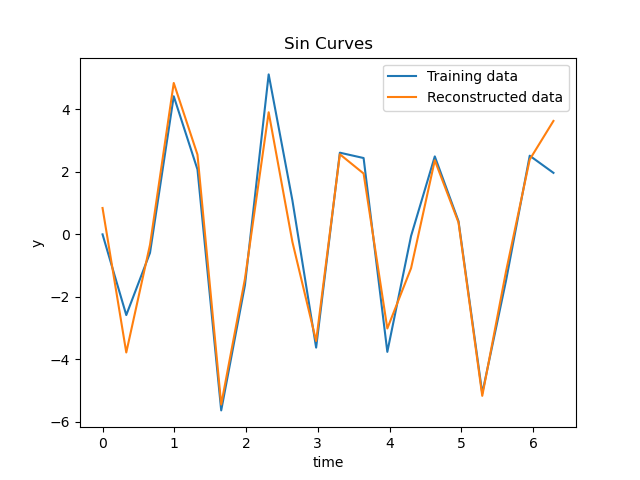 Sin Curves
Training data
Reconstructed data
y
4
2
0
−2
−4
−6
0 1 2 3 4 5 6
time